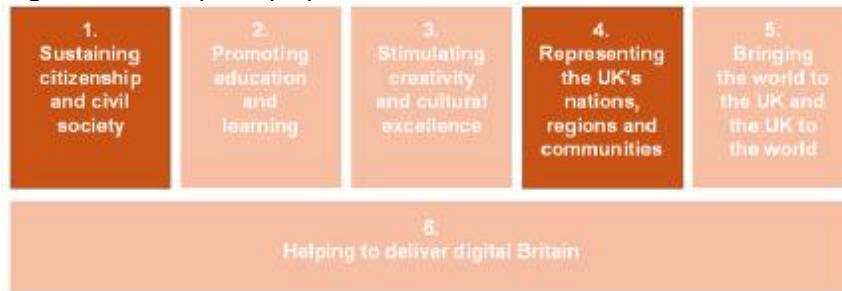 1.
Sustaining
citizenship
and civil
society
2.
Promoting
education
and
learning
3.
Stimulating
creativity
and cultural
excellence
4.
Representing
the UK's
nations,
regions and
communities
5.
Bringing
the world to
the UK and
the UK to
the world
6.
Helping to deliver digital Britain